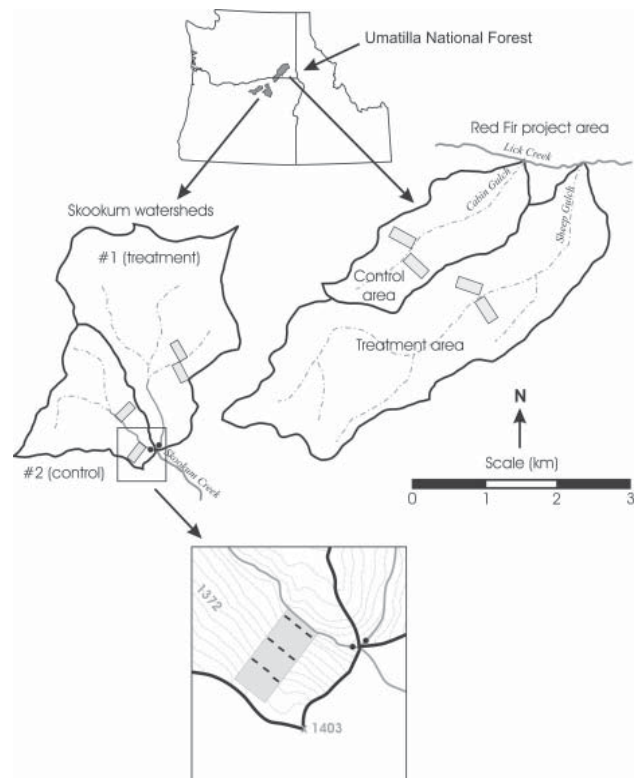 Umatilla National Forest
Red Fir project area
Lick Creek
Cabin Gulch
Sheep Gulch
Skookum watersheds
#1 (treatment)
Control
area
Treatment area
N
#2 (control)
Skookum Creek
Scale (km)
0 1 2 3
1372
1403